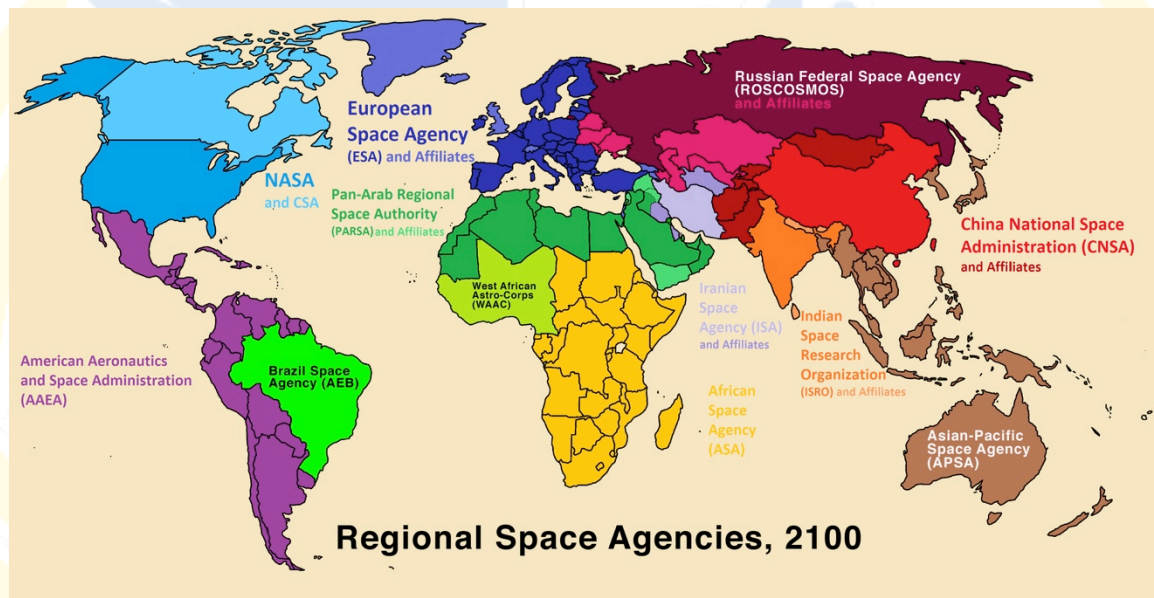 Russian Federal Space Agency
(ROSCOSMOS)
and Affiliates
European
Space Agency
(ESA) and Affiliates
NASA
and CSA
Pan-Arab Regional
Space Authority
(PARSA) and Affiliates
China National Space
Administration (CNSA)
and Affiliates
West African
Astro-Corps
(WAAC)
Iranian
Space
Agency (ISA)
and Affiliates
Indian
Space
Research
Organization
(ISRO) and Affiliates
American Aeronautics
and Space Administration
(AAEA)
Brazil Space
Agency (AEB)
African
Space
Agency
(ASA)
Asian-Pacific
Space Agency
(APSA)
Regional Space Agencies, 2100